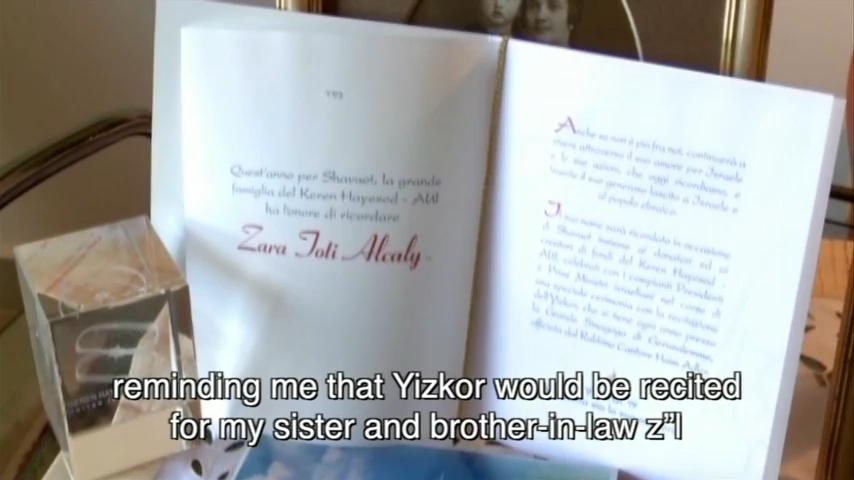 Quest'anno per Shavuot, la grande
famiglia del Keren Hayesod - AUI
ha l'onore di ricordare
Zara Toti Alcaly
Anche se non è più fra noi, continuerà a
vivere attraverso il suo amore per Israele
e le sue azioni, che oggi ricordiamo, e
il suo generoso lascito a Israele e
al popolo ebraico.
Il suo nome sarà ricordato in occasione
di Shavuot insieme ai donatori ed ai
creatori di fondi del Keren Hayesod -
AUI, celebrati con i compianti Presidenti
e Primi Ministri israeliani nel corso di
una speciale cerimonia con la recitazione
dell'Yizkor, che si tiene ogni anno presso
la Grande Sinagoga di Gerusalemme,
officiata dal Rabbino Cantore Haim
reminding me that Yizkor would be recited
for my sister and brother-in-law z"l